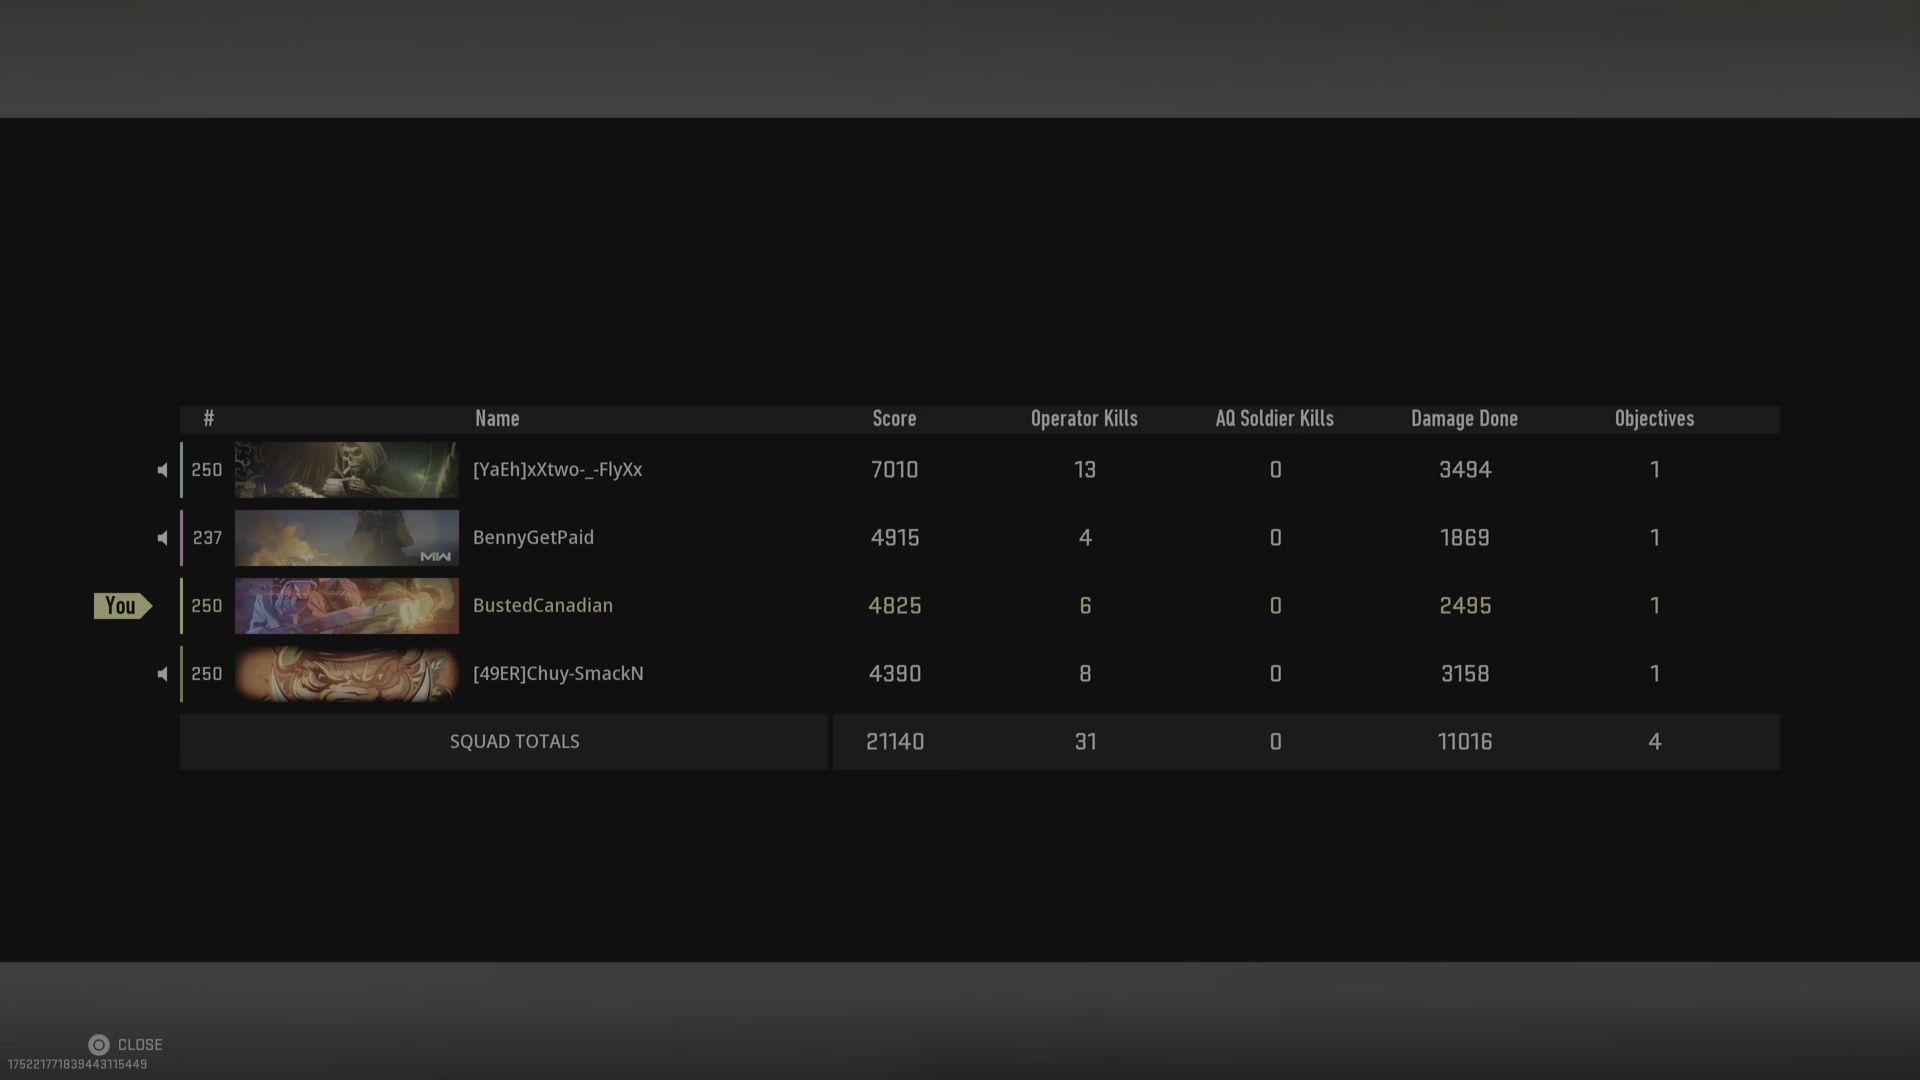 # Name Score Operator Kills AQ Soldier Kills Damage Done Objectives
250 [YaEh]xXtwo-_-FlyXx 7010 13 0 3494 1
237 MW BennyGetPaid 4915 4 0 1869 1
You 250 BustedCanadian 4825 6 0 2495 1
250 [49ER]Chuy-SmackN 4390 8 0 3158 1
SQUAD TOTALS 21140 31 0 11016 4
CLOSE
175221771839443115449